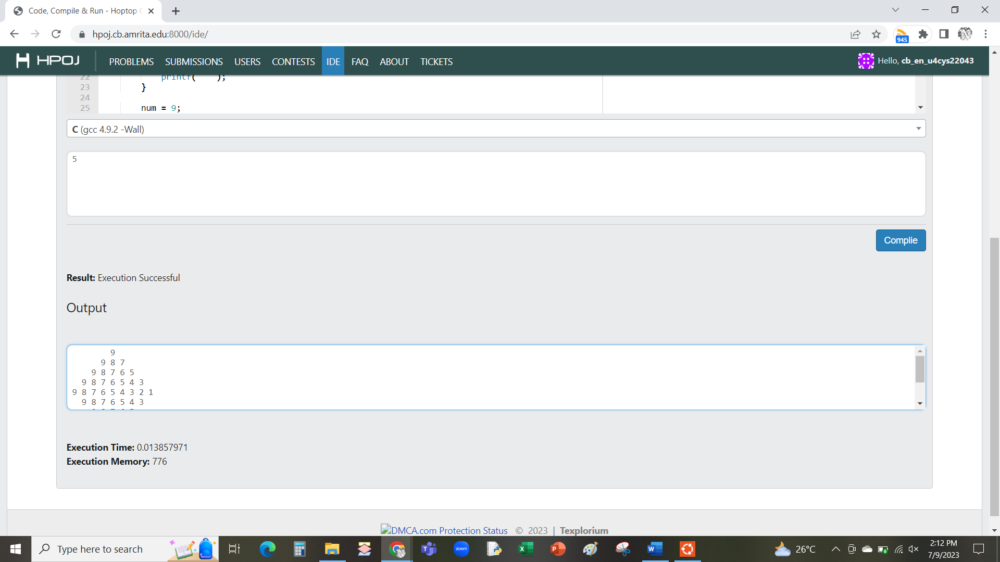 Code, Compile & Run - Hoptop
hpoj.cb.amrita.edu:8000/ide/
945
HPOJ PROBLEMS SUBMISSIONS USERS CONTESTS IDE FAQ ABOUT TICKETS Hello, cb_en_u4cys22043
22 printf( );
23 }
24
25 num = 9;
C (gcc 4.9.2 -Wall)
5
Complie
Result: Execution Successful
Output
9
9 8 7
9 8 7 6 5
9 8 7 6 5 4 3
9 8 7 6 5 4 3 2 1
9 8 7 6 5 4 3
Execution Time: 0.013857971
Execution Memory: 776
DMCA.com Protection Status © 2023 | Texplorium
Type here to search
zoom
26°C
2:12 PM
7/9/2023